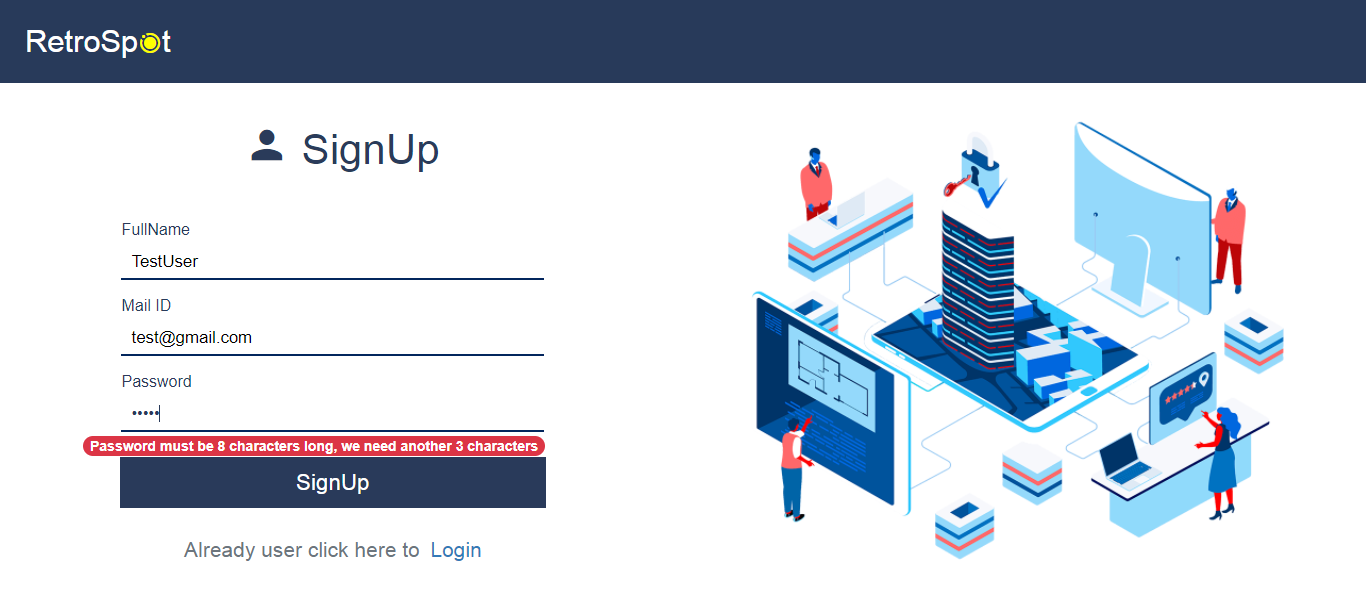 RetroSpot
SignUp
FullName
TestUser
Mail ID
test@gmail.com
Password
•••••
Password must be 8 characters long, we need another 3 characters
SignUp
Already user click here to Login